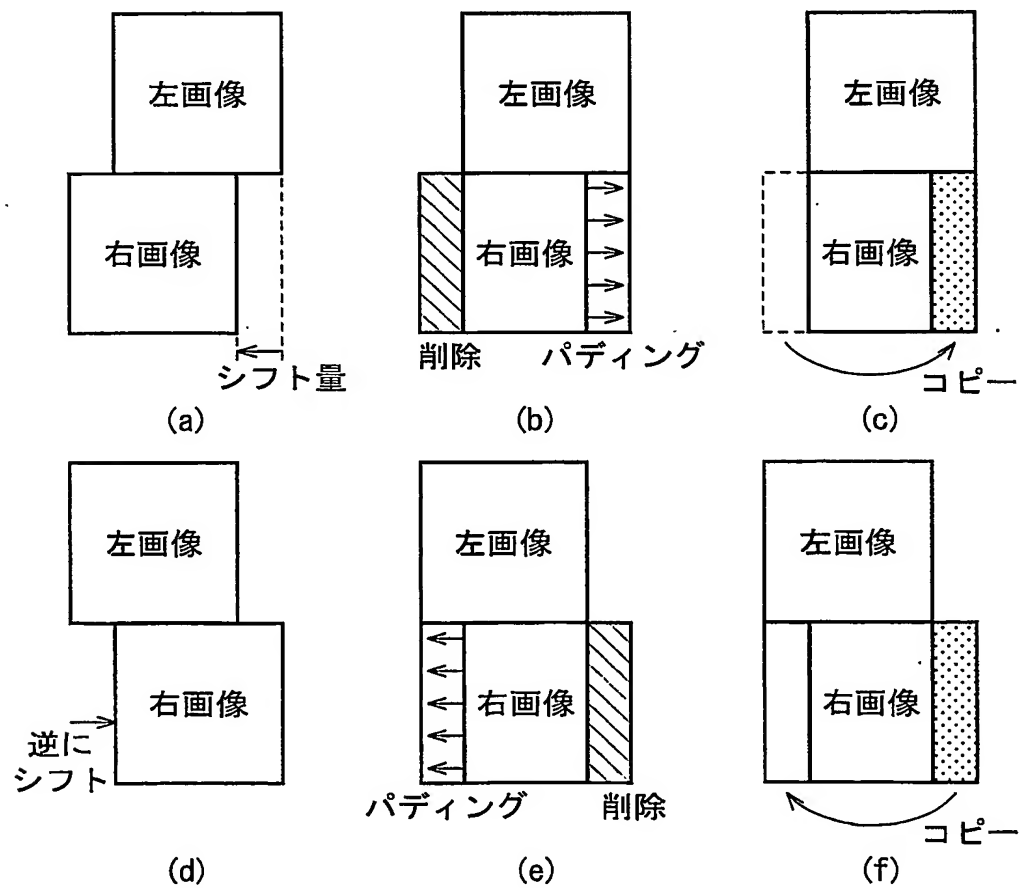 左画像
右画像
シフト量
(a)
左画像
右画像
削除
パディング
(b)
左画像
右画像
コピー
(c)
左画像
右画像
逆に
シフト
(d)
左画像
右画像
パディング
削除
(e)
左画像
右画像
コピー
(f)